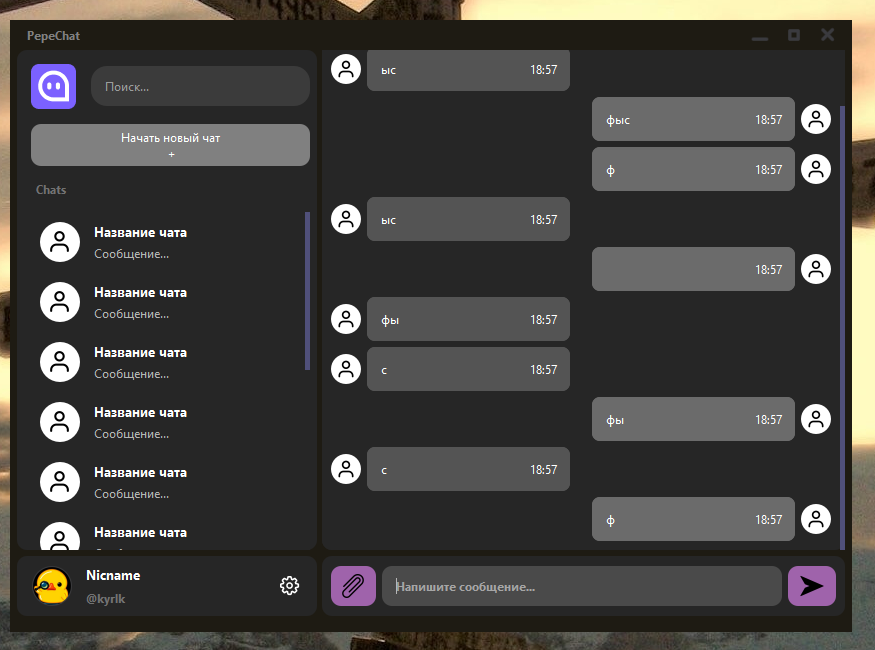 PepeChat
Поиск...
Начать новый чат
+
Chats
Название чата
Сообщение...
Название чата
Сообщение...
Название чата
Сообщение...
Название чата
Сообщение...
Название чата
Сообщение...
Название чата
Nicname
@kyrlk
ыс 18:57
фыс 18:57
ф 18:57
ыс 18:57
18:57
фы 18:57
с 18:57
фы 18:57
с 18:57
ф 18:57
Напишите сообщение...